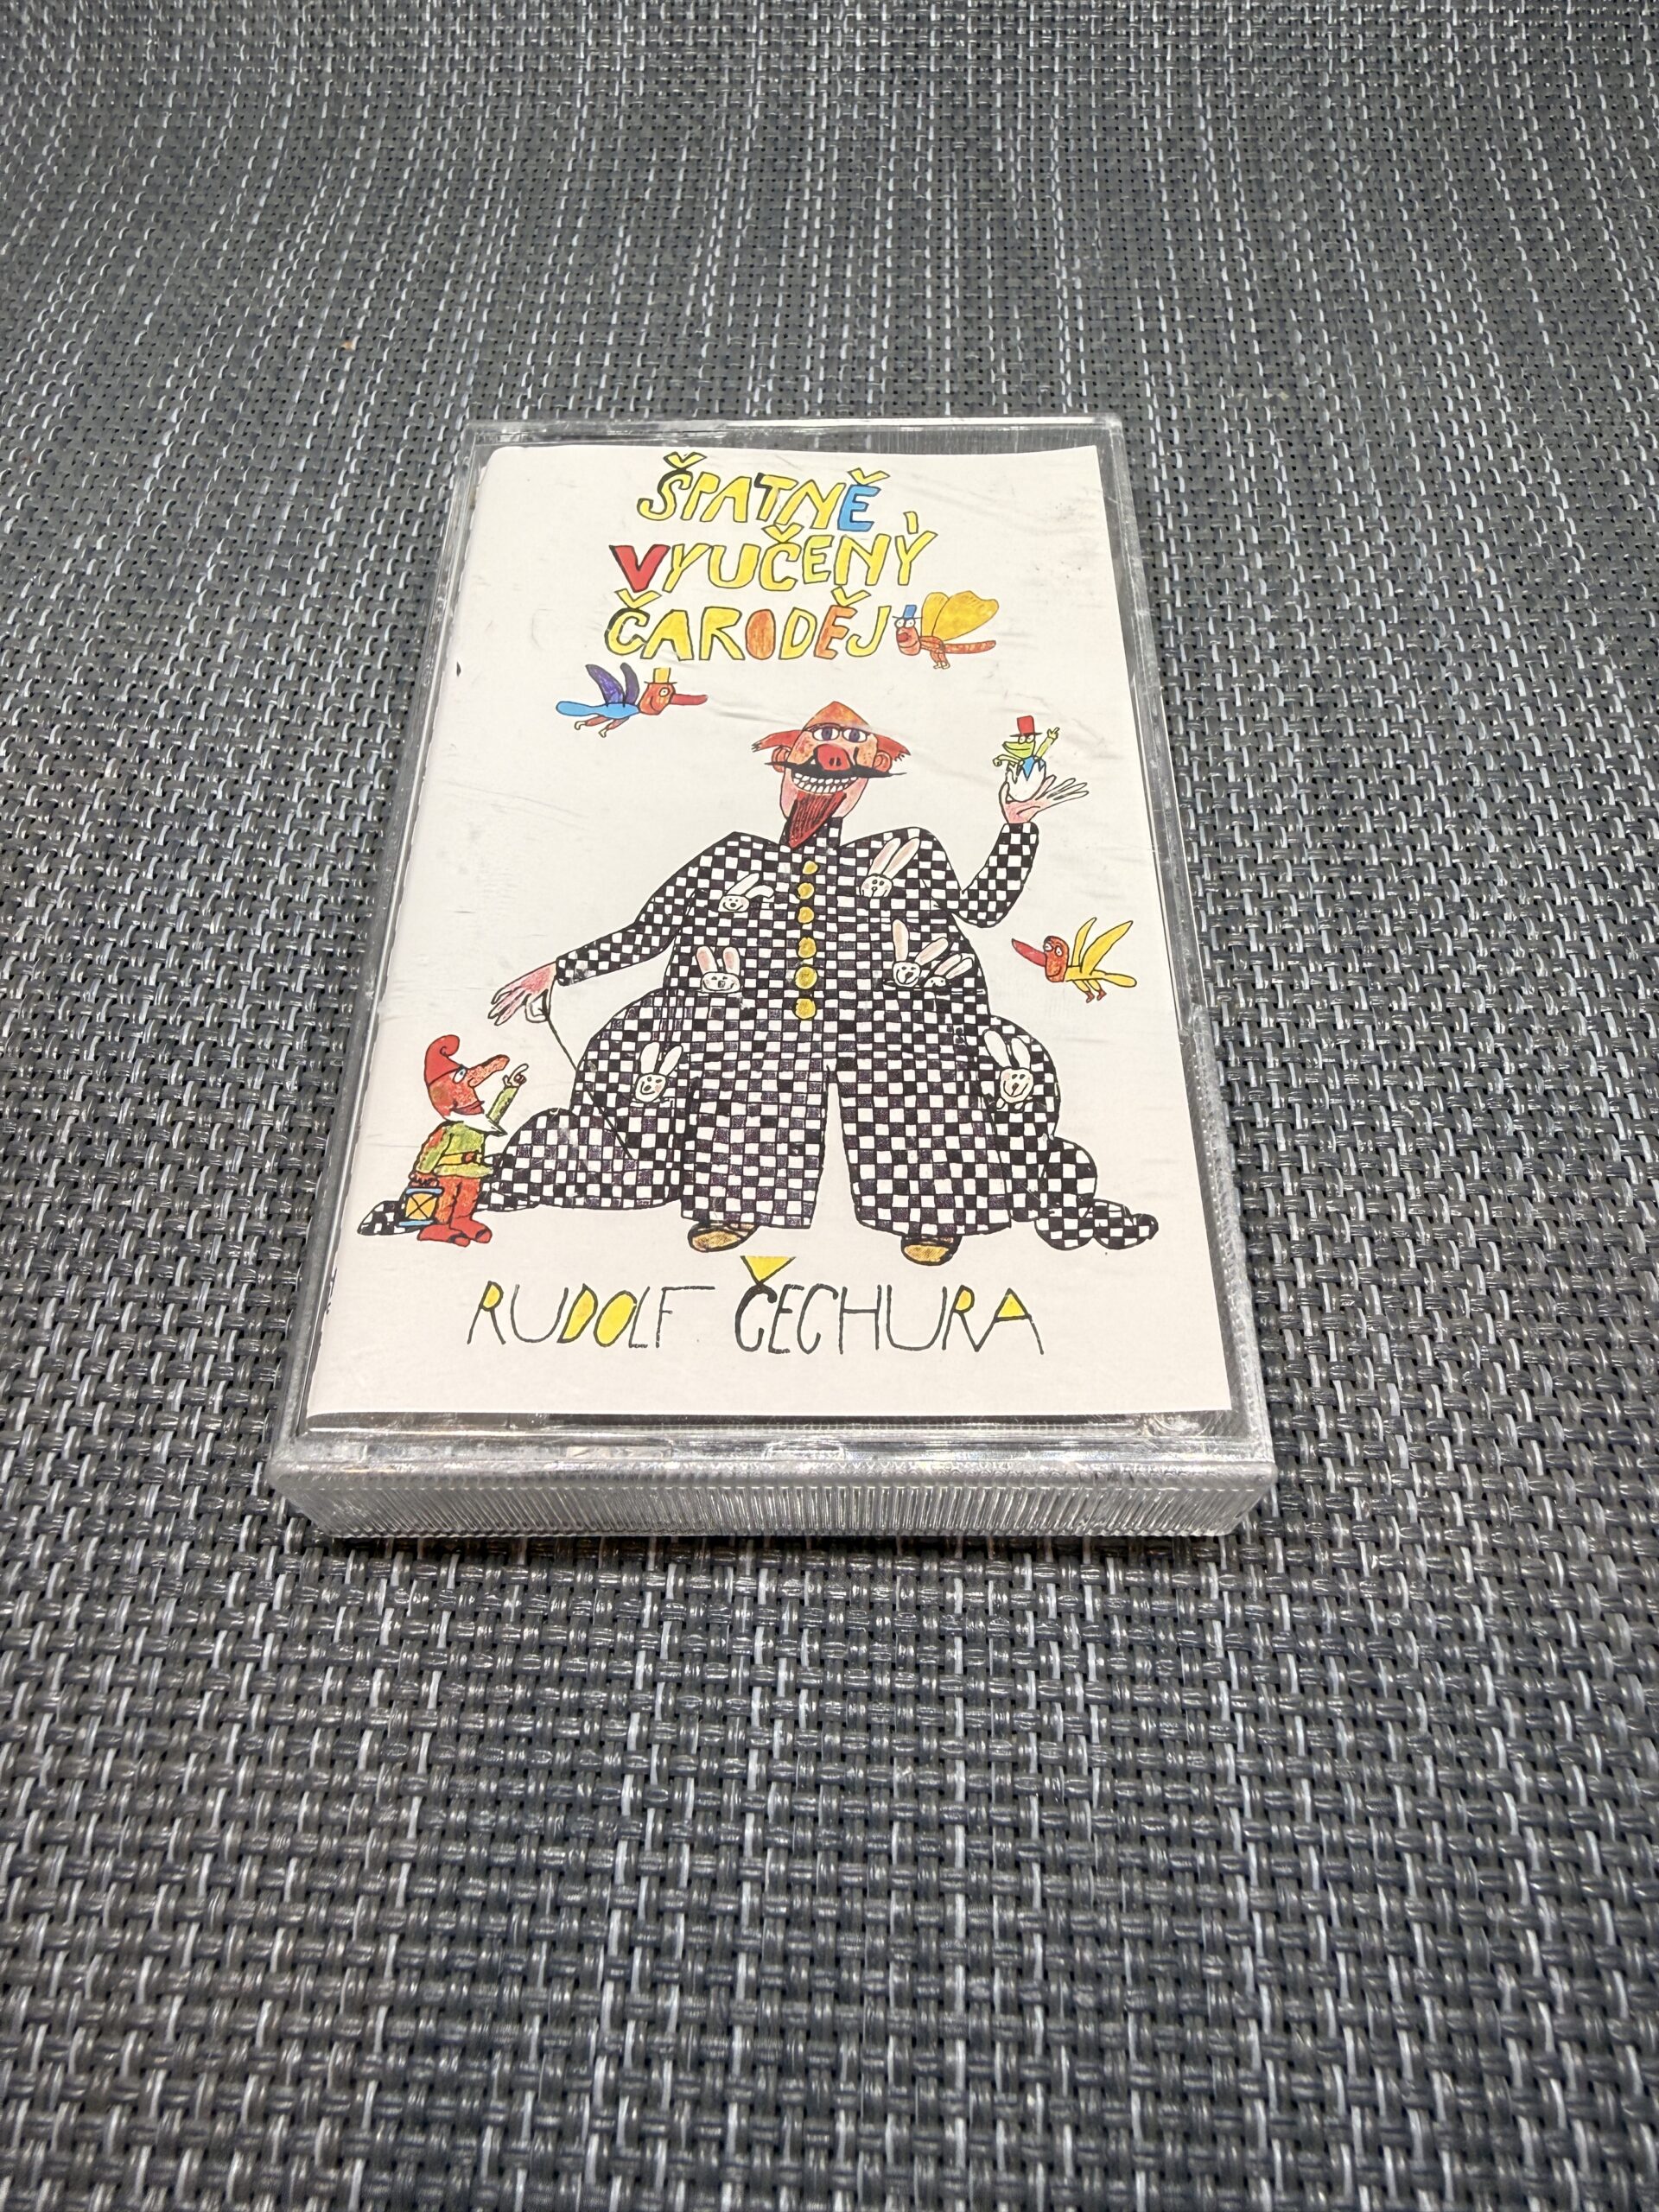 ŠPATNĚ
VYUČENÝ
ČARODĚJ
RUDOLF ČECHURA